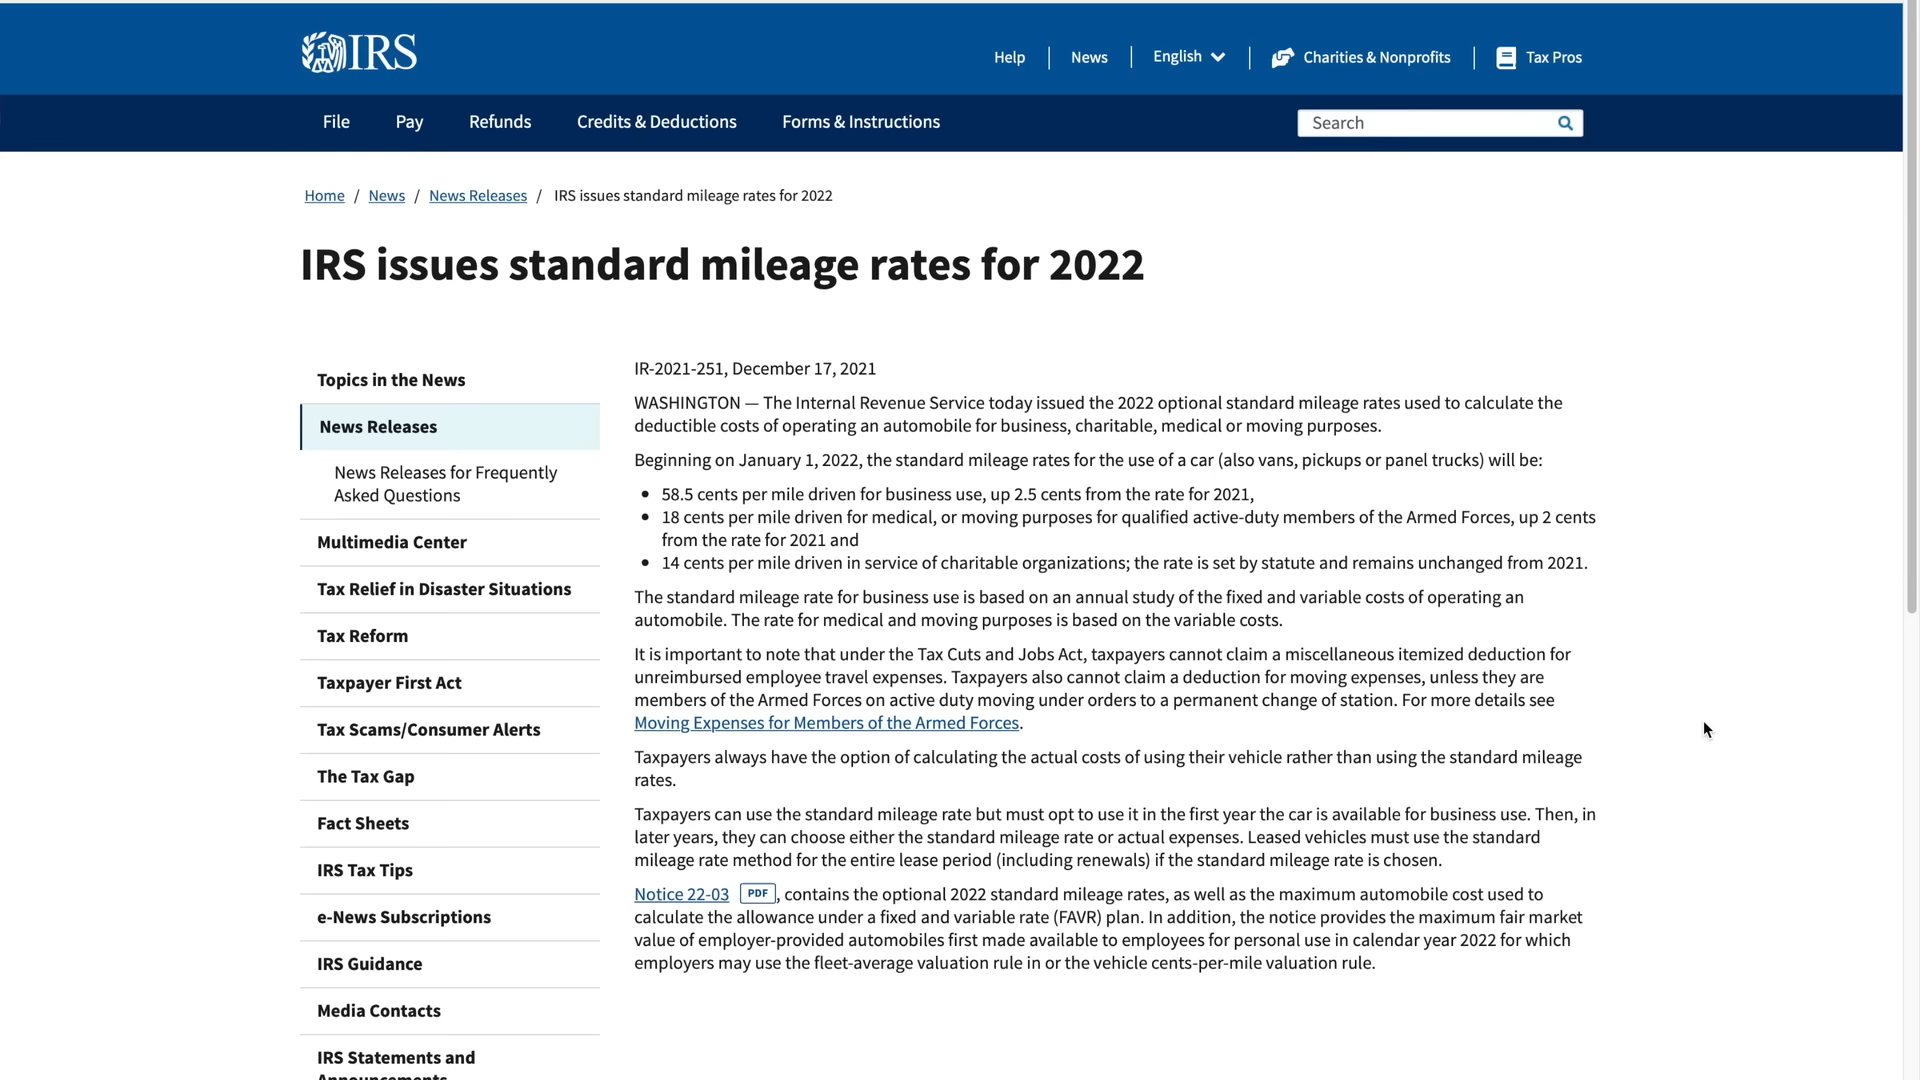 IRS
Help
News
English
Charities & Nonprofits
Tax Pros
File
Pay
Refunds
Credits & Deductions
Forms & Instructions
Search
Home / News / News Releases / IRS issues standard mileage rates for 2022
IRS issues standard mileage rates for 2022
Topics in the News
News Releases
News Releases for Frequently
Asked Questions
Multimedia Center
Tax Relief in Disaster Situations
Tax Reform
Taxpayer First Act
Tax Scams/Consumer Alerts
The Tax Gap
Fact Sheets
IRS Tax Tips
e-News Subscriptions
IRS Guidance
Media Contacts
IRS Statements and
Announcements
IR-2021-251, December 17, 2021
WASHINGTON — The Internal Revenue Service today issued the 2022 optional standard mileage rates used to calculate the
deductible costs of operating an automobile for business, charitable, medical or moving purposes.
Beginning on January 1, 2022, the standard mileage rates for the use of a car (also vans, pickups or panel trucks) will be:
• 58.5 cents per mile driven for business use, up 2.5 cents from the rate for 2021,
• 18 cents per mile driven for medical, or moving purposes for qualified active-duty members of the Armed Forces, up 2 cents
from the rate for 2021 and
• 14 cents per mile driven in service of charitable organizations; the rate is set by statute and remains unchanged from 2021.
The standard mileage rate for business use is based on an annual study of the fixed and variable costs of operating an
automobile. The rate for medical and moving purposes is based on the variable costs.
It is important to note that under the Tax Cuts and Jobs Act, taxpayers cannot claim a miscellaneous itemized deduction for
unreimbursed employee travel expenses. Taxpayers also cannot claim a deduction for moving expenses, unless they are
members of the Armed Forces on active duty moving under orders to a permanent change of station. For more details see
Moving Expenses for Members of the Armed Forces.
Taxpayers always have the option of calculating the actual costs of using their vehicle rather than using the standard mileage
rates.
Taxpayers can use the standard mileage rate but must opt to use it in the first year the car is available for business use. Then, in
later years, they can choose either the standard mileage rate or actual expenses. Leased vehicles must use the standard
mileage rate method for the entire lease period (including renewals) if the standard mileage rate is chosen.
Notice 22-03 PDF , contains the optional 2022 standard mileage rates, as well as the maximum automobile cost used to
calculate the allowance under a fixed and variable rate (FAVR) plan. In addition, the notice provides the maximum fair market
value of employer-provided automobiles first made available to employees for personal use in calendar year 2022 for which
employers may use the fleet-average valuation rule in or the vehicle cents-per-mile valuation rule.